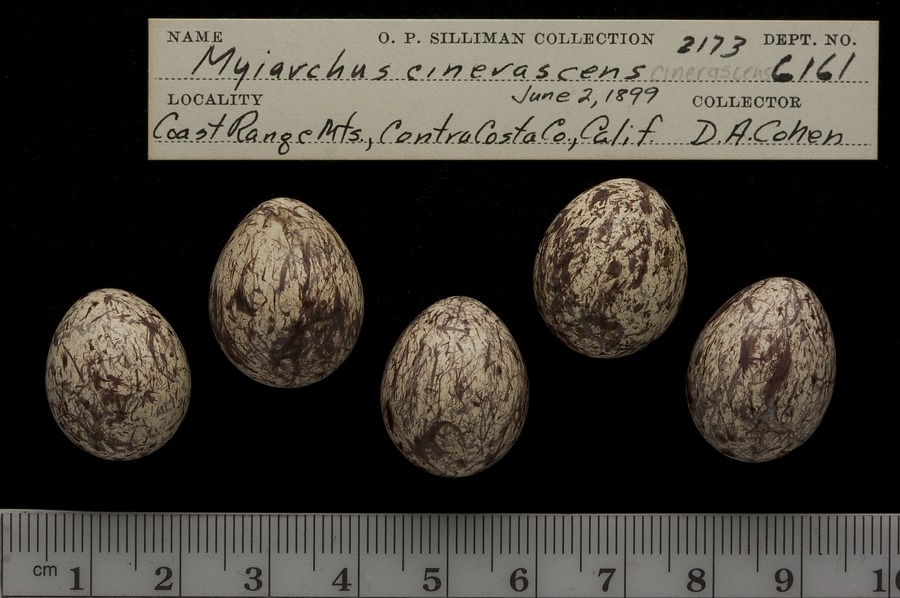 NAME O. P. SILLIMAN COLLECTION 2173 DEPT. NO.
Myiarchus cinerascens cinerascens 6161
LOCALITY June 2, 1899 COLLECTOR
Coast Range Mts., Contra Costa Co., Calif. D. A. Cohen
cm 1 2 3 4 5 6 7 8 9 10